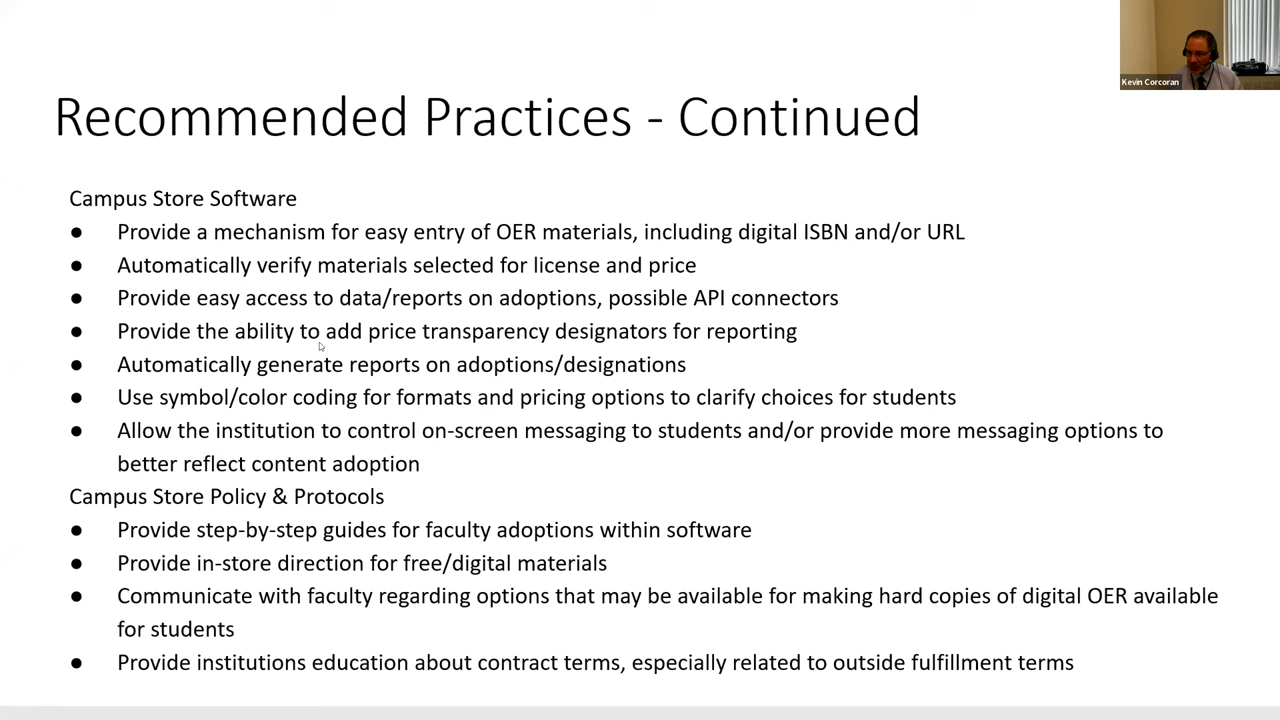 Kevin Corcoran
Recommended Practices - Continued
Campus Store Software
● Provide a mechanism for easy entry of OER materials, including digital ISBN and/or URL
● Automatically verify materials selected for license and price
● Provide easy access to data/reports on adoptions, possible API connectors
● Provide the ability to add price transparency designators for reporting
● Automatically generate reports on adoptions/designations
● Use symbol/color coding for formats and pricing options to clarify choices for students
● Allow the institution to control on-screen messaging to students and/or provide more messaging options to
better reflect content adoption
Campus Store Policy & Protocols
● Provide step-by-step guides for faculty adoptions within software
● Provide in-store direction for free/digital materials
● Communicate with faculty regarding options that may be available for making hard copies of digital OER available
for students
● Provide institutions education about contract terms, especially related to outside fulfillment terms